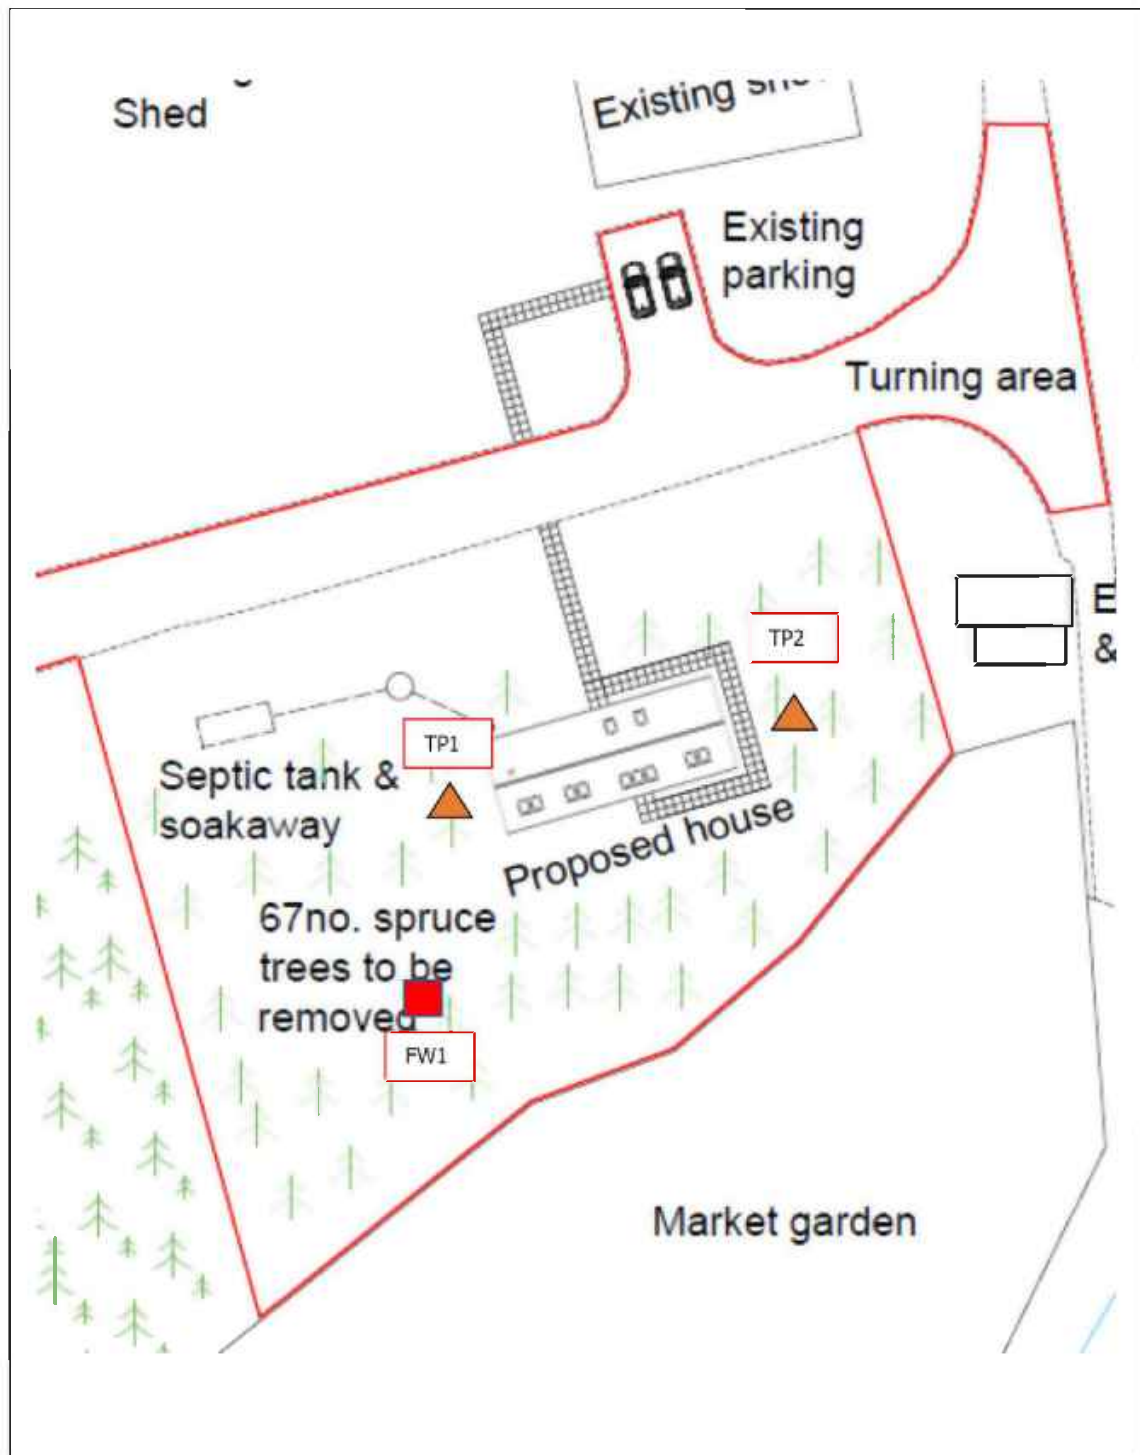 Shed
Existing
Existing
parking
Turning area
E
&
TP2
TP1
Septic tank &
soakaway
Proposed house
67no. spruce
trees to be
removed
FW1
Market garden